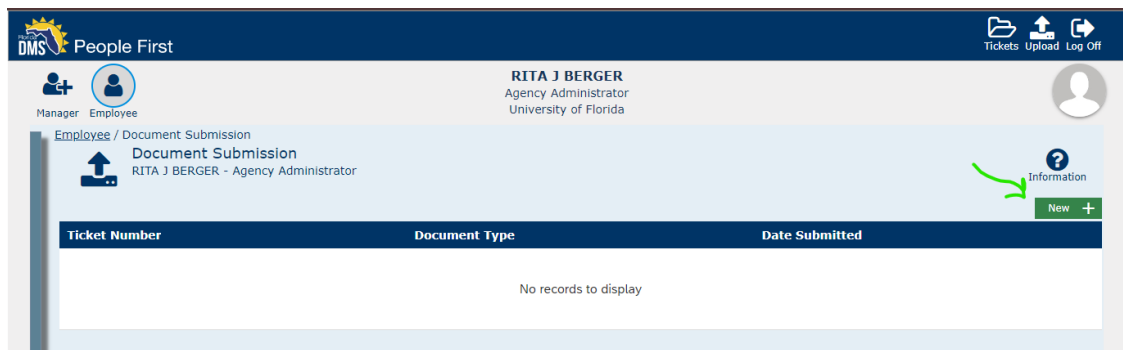 Florida
DMS People First
Tickets Upload Log Off
Manager Employee
RITA J BERGER
Agency Administrator
University of Florida
Employee / Document Submission
Document Submission
RITA J BERGER - Agency Administrator
Information
New +
Ticket Number Document Type Date Submitted
No records to display